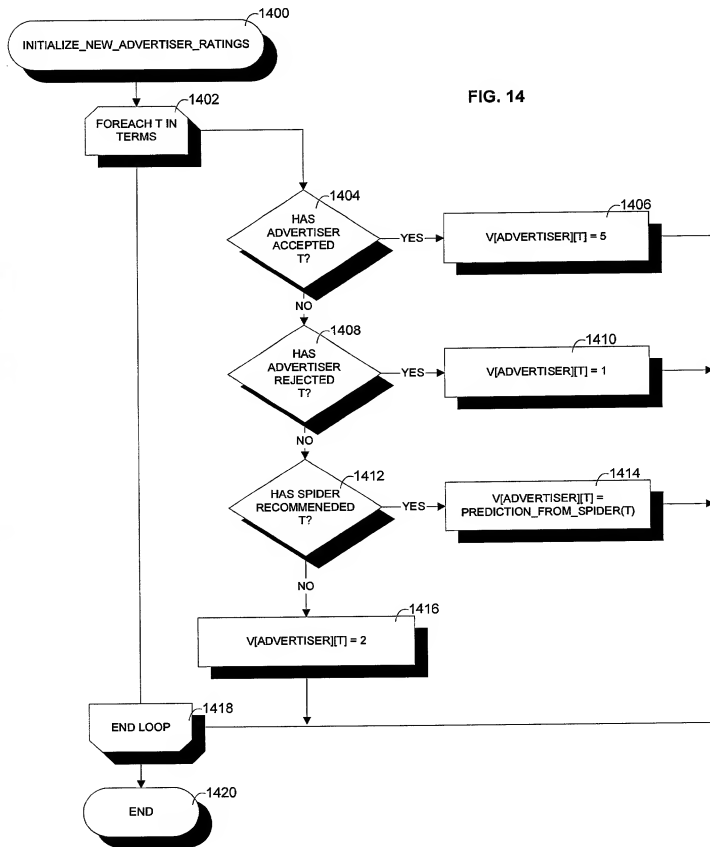 1400
INITIALIZE_NEW_ADVERTISER_RATINGS
1402
FOREACH T IN
TERMS
FIG. 14
1404
HAS
ADVERTISER
ACCEPTED
T?
YES
1406
V[ADVERTISER][T] = 5
NO
1408
HAS
ADVERTISER
REJECTED
T?
YES
1410
V[ADVERTISER][T] = 1
NO
1412
HAS SPIDER
RECOMMENEDED
T?
YES
1414
V[ADVERTISER][T] =
PREDICTION_FROM_SPIDER(T)
NO
1416
V[ADVERTISER][T] = 2
1418
END LOOP
1420
END